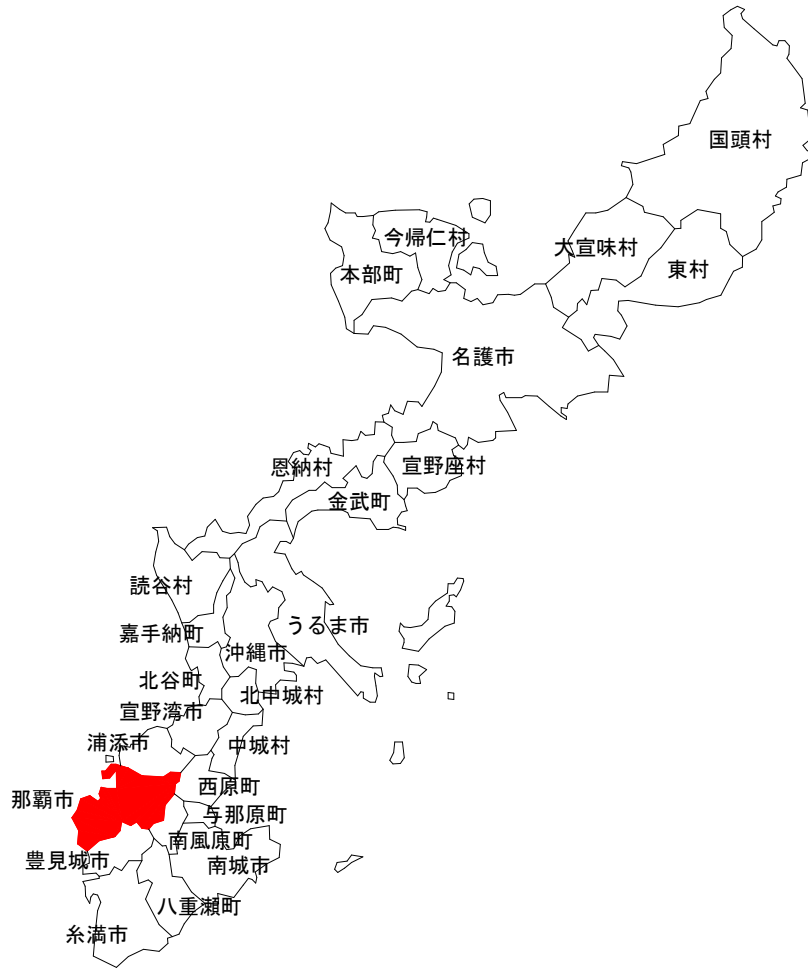 国頭村
今帰仁村
大宜味村
本部町
東村
名護市
恩納村
宜野座村
金武町
読谷村
嘉手納町
うるま市
沖縄市
北谷町
北中城村
宜野湾市
浦添市
中城村
西原町
那覇市
与那原町
南風原町
豊見城市
南城市
八重瀬町
糸満市